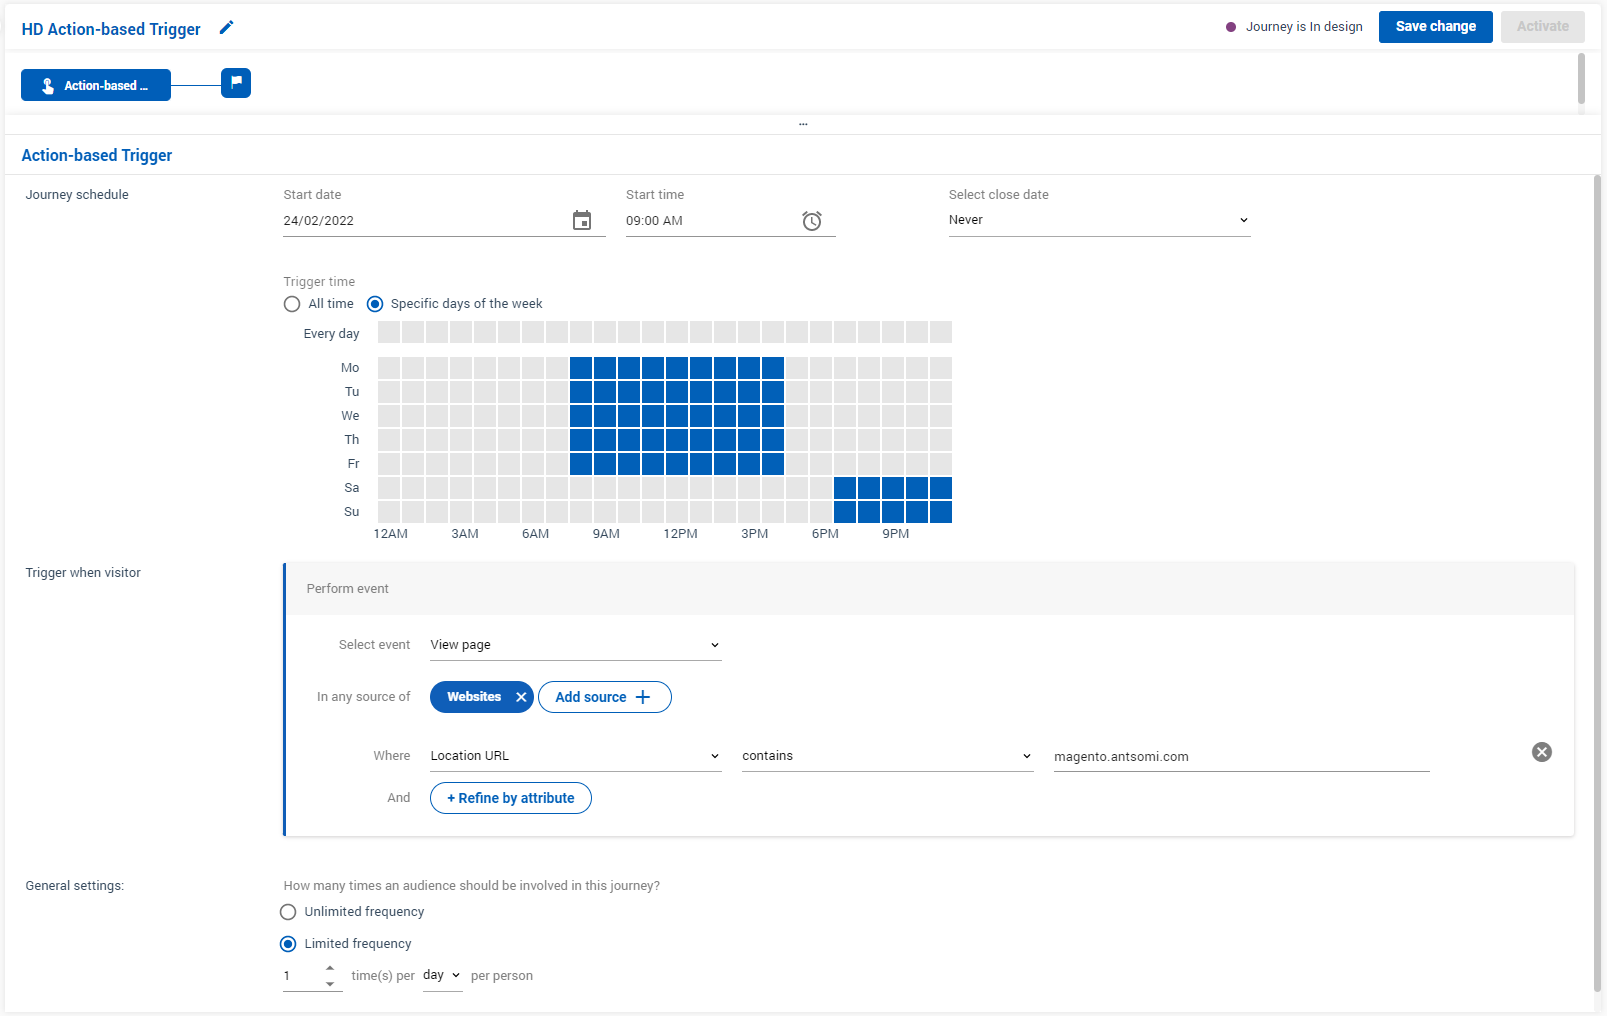 HD Action-based Trigger
Journey is In design
Save change
Activate
Action-based ...
...
Action-based Trigger
Journey schedule
Start date
Start time
Select close date
24/02/2022
09:00 AM
Never
Trigger time
All time
Specific days of the week
Every day
Mo
Tu
We
Th
Fr
Sa
Su
12AM 3AM 6AM 9AM 12PM 3PM 6PM 9PM
Trigger when visitor
Perform event
Select event
View page
In any source of
Websites
Add source +
Where
Location URL
contains
magento.antsomi.com
And
+ Refine by attribute
General settings:
How many times an audience should be involved in this journey?
Unlimited frequency
Limited frequency
1 time(s) per day per person